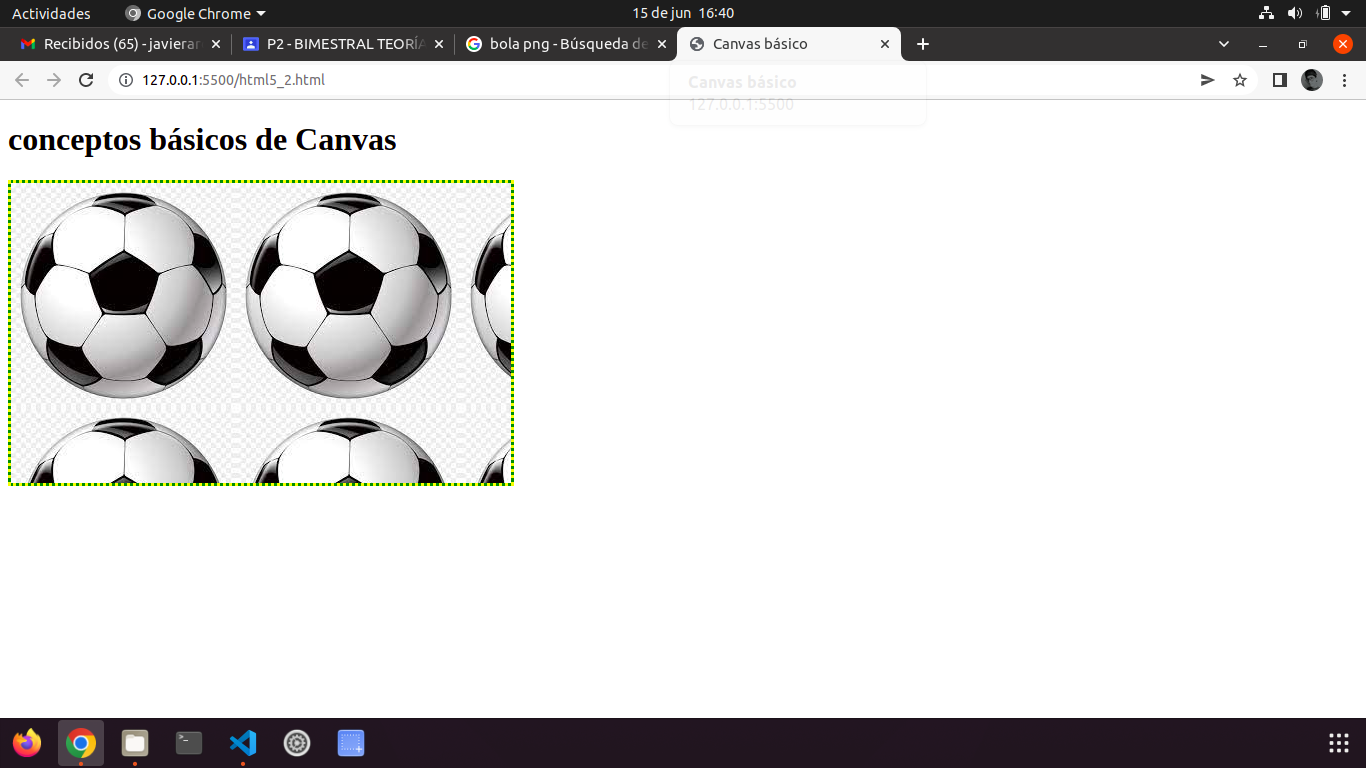 Actividades
Google Chrome
15 de jun 16:40
Recibidos (65) - javierar
P2 - BIMESTRAL TEORÍA
bola png - Búsqueda de
Canvas básico
127.0.0.1:5500/html5_2.html
Canvas básico
127.0.0.1:5500
conceptos básicos de Canvas